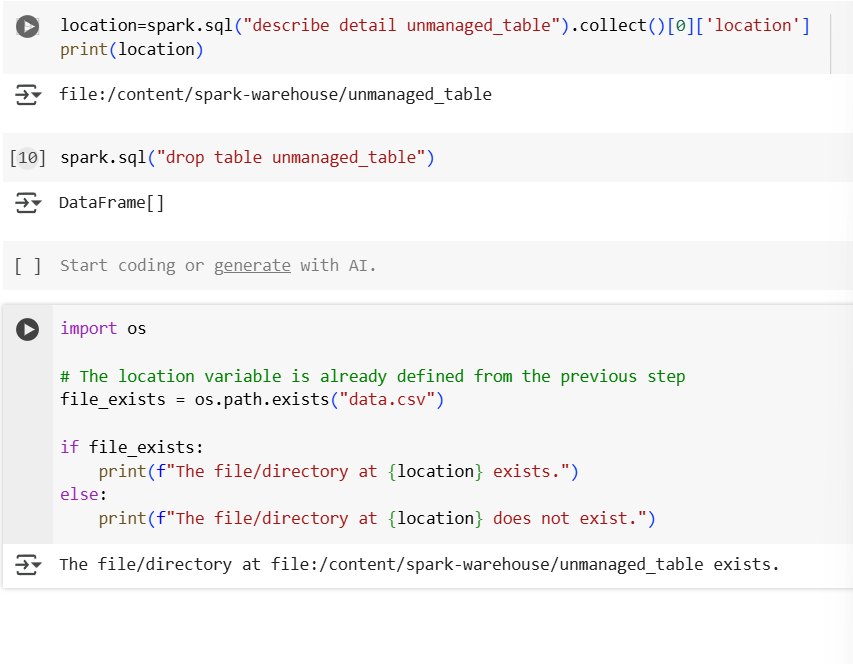 location=spark.sql("describe detail unmanaged_table").collect()[0]['location']
print(location)
file:/content/spark-warehouse/unmanaged_table
[10] spark.sql("drop table unmanaged_table")
DataFrame[]
[ ] Start coding or generate with AI.
import os
# The location variable is already defined from the previous step
file_exists = os.path.exists("data.csv")
if file_exists:
    print(f"The file/directory at {location} exists.")
else:
    print(f"The file/directory at {location} does not exist.")
The file/directory at file:/content/spark-warehouse/unmanaged_table exists.